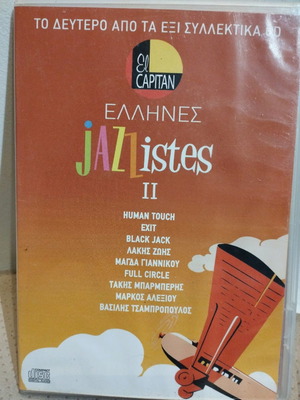 ΤΟ ΔΕΥΤΕΡΟ ΑΠΟ ΤΑ ΕΞΙ ΣΥΛΛΕΚΤΙΚΑ CD
El
CAPITAN
ΕΛΛΗΝΕΣ
jAZZistes
II
HUMAN TOUCH
EXIT
BLACK JACK
ΛΑΚΗΣ ΖΩΗΣ
ΜΑΓΔΑ ΓΙΑΝΝΙΚΟΥ
FULL CIRCLE
ΤΑΚΗΣ ΜΠΑΡΜΠΕΡΗΣ
ΜΑΡΚΟΣ ΑΛΕΞΙΟΥ
ΒΑΣΙΛΗΣ ΤΣΑΜΠΡΟΠΟΥΛΟΣ